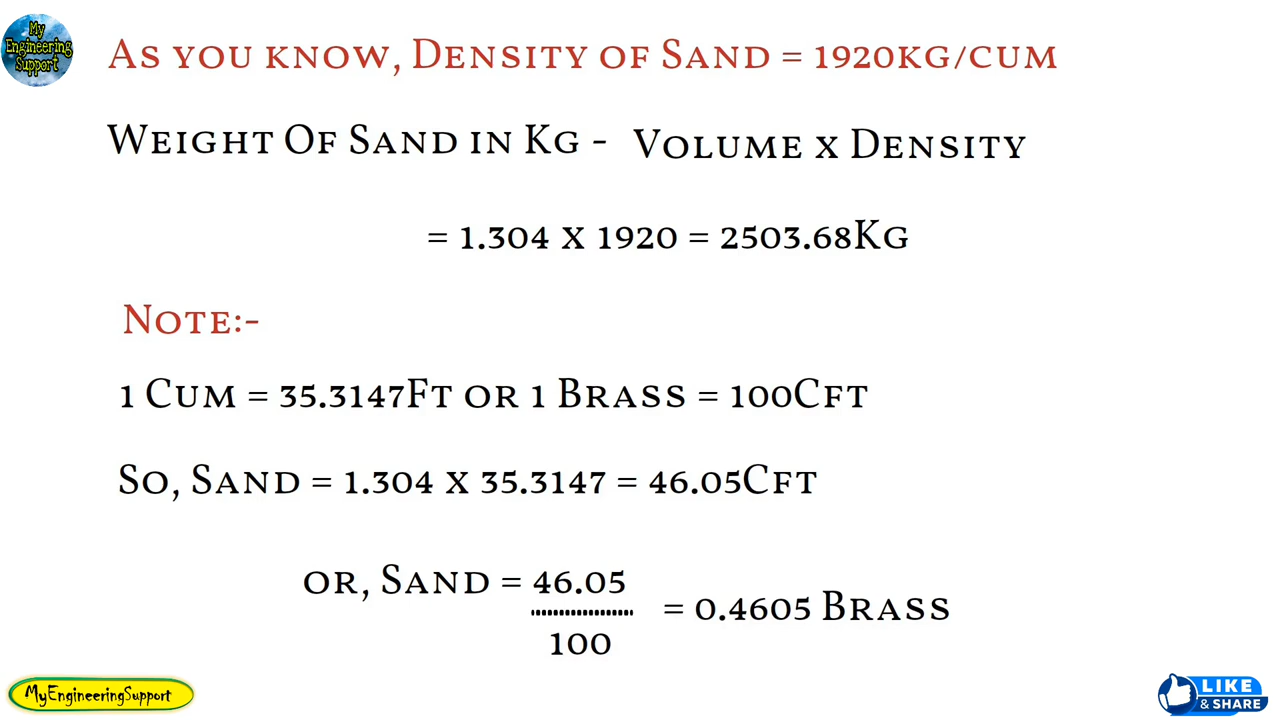 My
Engineering
Support
As you know, Density of Sand = 1920kg/cum
Weight Of Sand in Kg - Volume x Density
= 1.304 x 1920 = 2503.68Kg
Note:-
1 Cum = 35.3147Ft or 1 Brass = 100Cft
So, Sand = 1.304 x 35.3147 = 46.05Cft
or, Sand = 46.05
= 0.4605 Brass
100
MyEngineeringSupport
LIKE
& SHARE